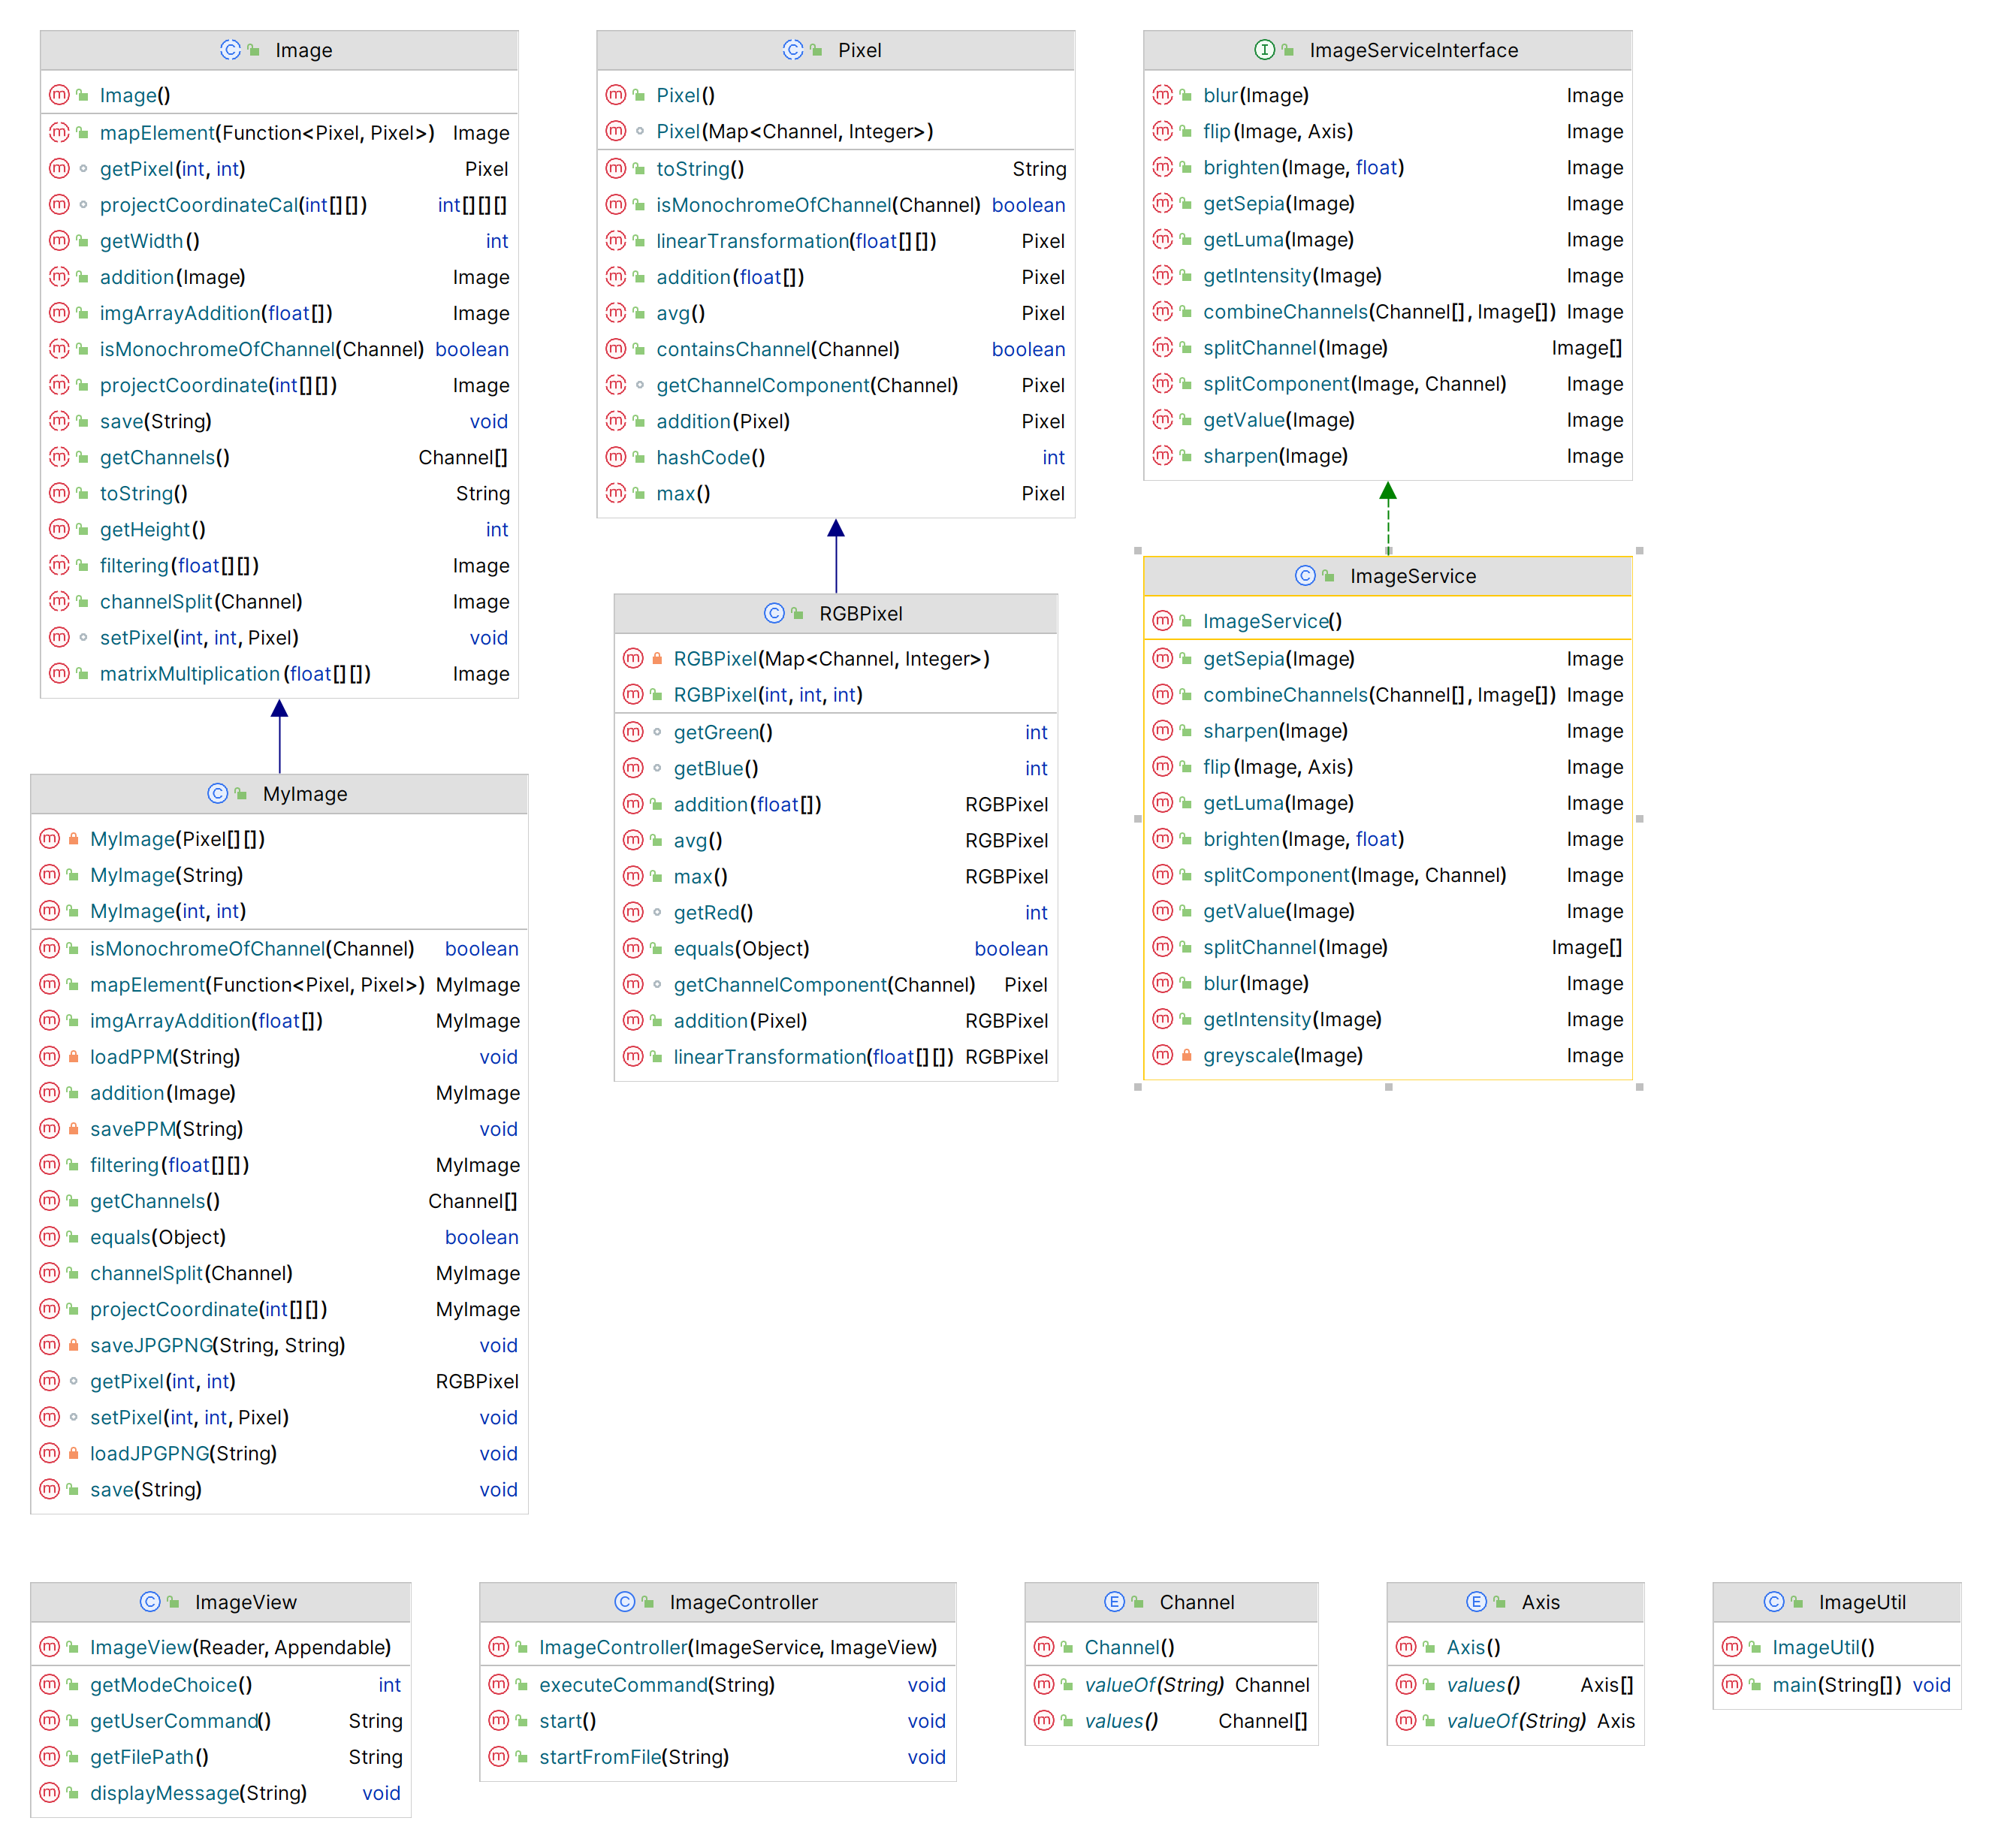 Image
Image()
mapElement(Function<Pixel, Pixel>) Image
getPixel(int, int) Pixel
projectCoordinateCal(int[][]) int[][][]
getWidth() int
addition(Image) Image
imgArrayAddition(float[]) Image
isMonochromeOfChannel(Channel) boolean
projectCoordinate(int[][]) Image
save(String) void
getChannels() Channel[]
toString() String
getHeight() int
filtering(float[][]) Image
channelSplit(Channel) Image
setPixel(int, int, Pixel) void
matrixMultiplication(float[][]) Image
MyImage
MyImage(Pixel[][])
MyImage(String)
MyImage(int, int)
isMonochromeOfChannel(Channel) boolean
mapElement(Function<Pixel, Pixel>) MyImage
imgArrayAddition(float[]) MyImage
loadPPM(String) void
addition(Image) MyImage
savePPM(String) void
filtering(float[][]) MyImage
getChannels() Channel[]
equals(Object) boolean
channelSplit(Channel) MyImage
projectCoordinate(int[][]) MyImage
saveJPGPNG(String, String) void
getPixel(int, int) RGBPixel
setPixel(int, int, Pixel) void
loadJPGPNG(String) void
save(String) void
Pixel
Pixel()
Pixel(Map<Channel, Integer>)
toString() String
isMonochromeOfChannel(Channel) boolean
linearTransformation(float[][]) Pixel
addition(float[]) Pixel
avg() Pixel
containsChannel(Channel) boolean
getChannelComponent(Channel) Pixel
addition(Pixel) Pixel
hashCode() int
max() Pixel
RGBPixel
RGBPixel(Map<Channel, Integer>)
RGBPixel(int, int, int)
getGreen() int
getBlue() int
addition(float[]) RGBPixel
avg() RGBPixel
max() RGBPixel
getRed() int
equals(Object) boolean
getChannelComponent(Channel) Pixel
addition(Pixel) RGBPixel
linearTransformation(float[][]) RGBPixel
ImageServiceInterface
blur(Image) Image
flip(Image, Axis) Image
brighten(Image, float) Image
getSepia(Image) Image
getLuma(Image) Image
getIntensity(Image) Image
combineChannels(Channel[], Image[]) Image
splitChannel(Image) Image[]
splitComponent(Image, Channel) Image
getValue(Image) Image
sharpen(Image) Image
ImageService
ImageService()
getSepia(Image) Image
combineChannels(Channel[], Image[]) Image
sharpen(Image) Image
flip(Image, Axis) Image
getLuma(Image) Image
brighten(Image, float) Image
splitComponent(Image, Channel) Image
getValue(Image) Image
splitChannel(Image) Image[]
blur(Image) Image
getIntensity(Image) Image
greyscale(Image) Image
ImageView
ImageView(Reader, Appendable)
getModeChoice() int
getUserCommand() String
getFilePath() String
displayMessage(String) void
ImageController
ImageController(ImageService, ImageView)
executeCommand(String) void
start() void
startFromFile(String) void
Channel
Channel()
valueOf(String) Channel
values() Channel[]
Axis
Axis()
values() Axis[]
valueOf(String) Axis
ImageUtil
ImageUtil()
main(String[]) void